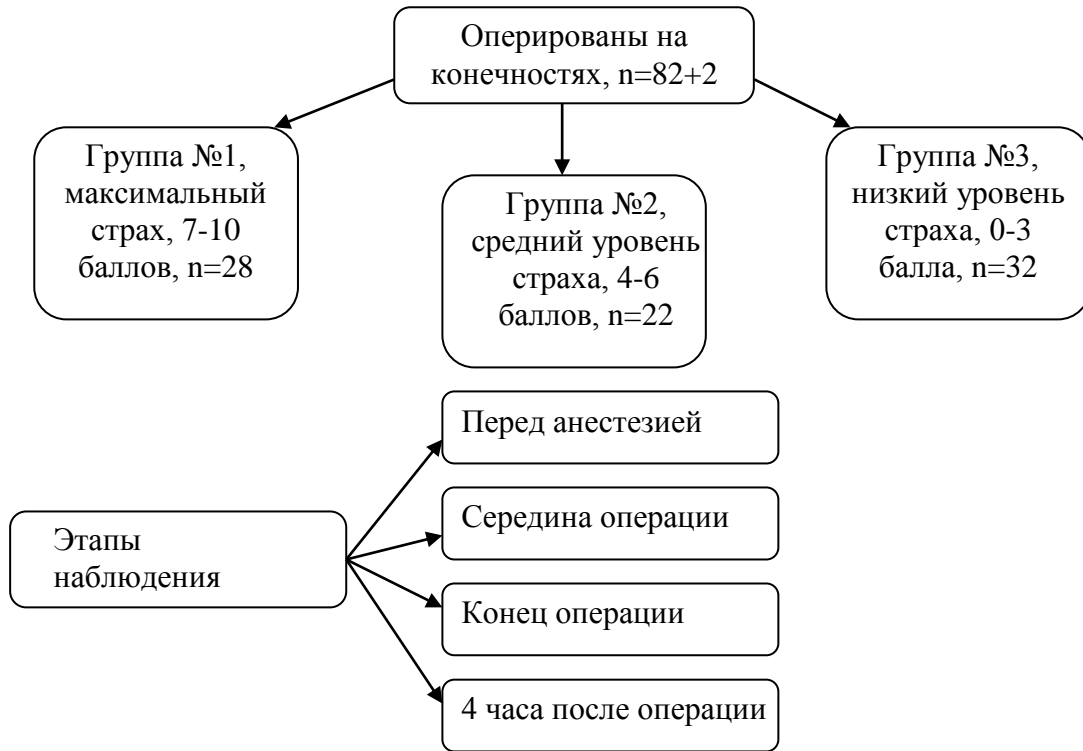 Оперированы на
конечностях, n=82+2
Группа №1,
максимальный
страх, 7-10
баллов, n=28
Группа №2,
средний уровень
страха, 4-6
баллов, n=22
Группа №3,
низкий уровень
страха, 0-3
балла, n=32
Этапы
наблюдения
Перед анестезией
Середина операции
Конец операции
4 часа после операции